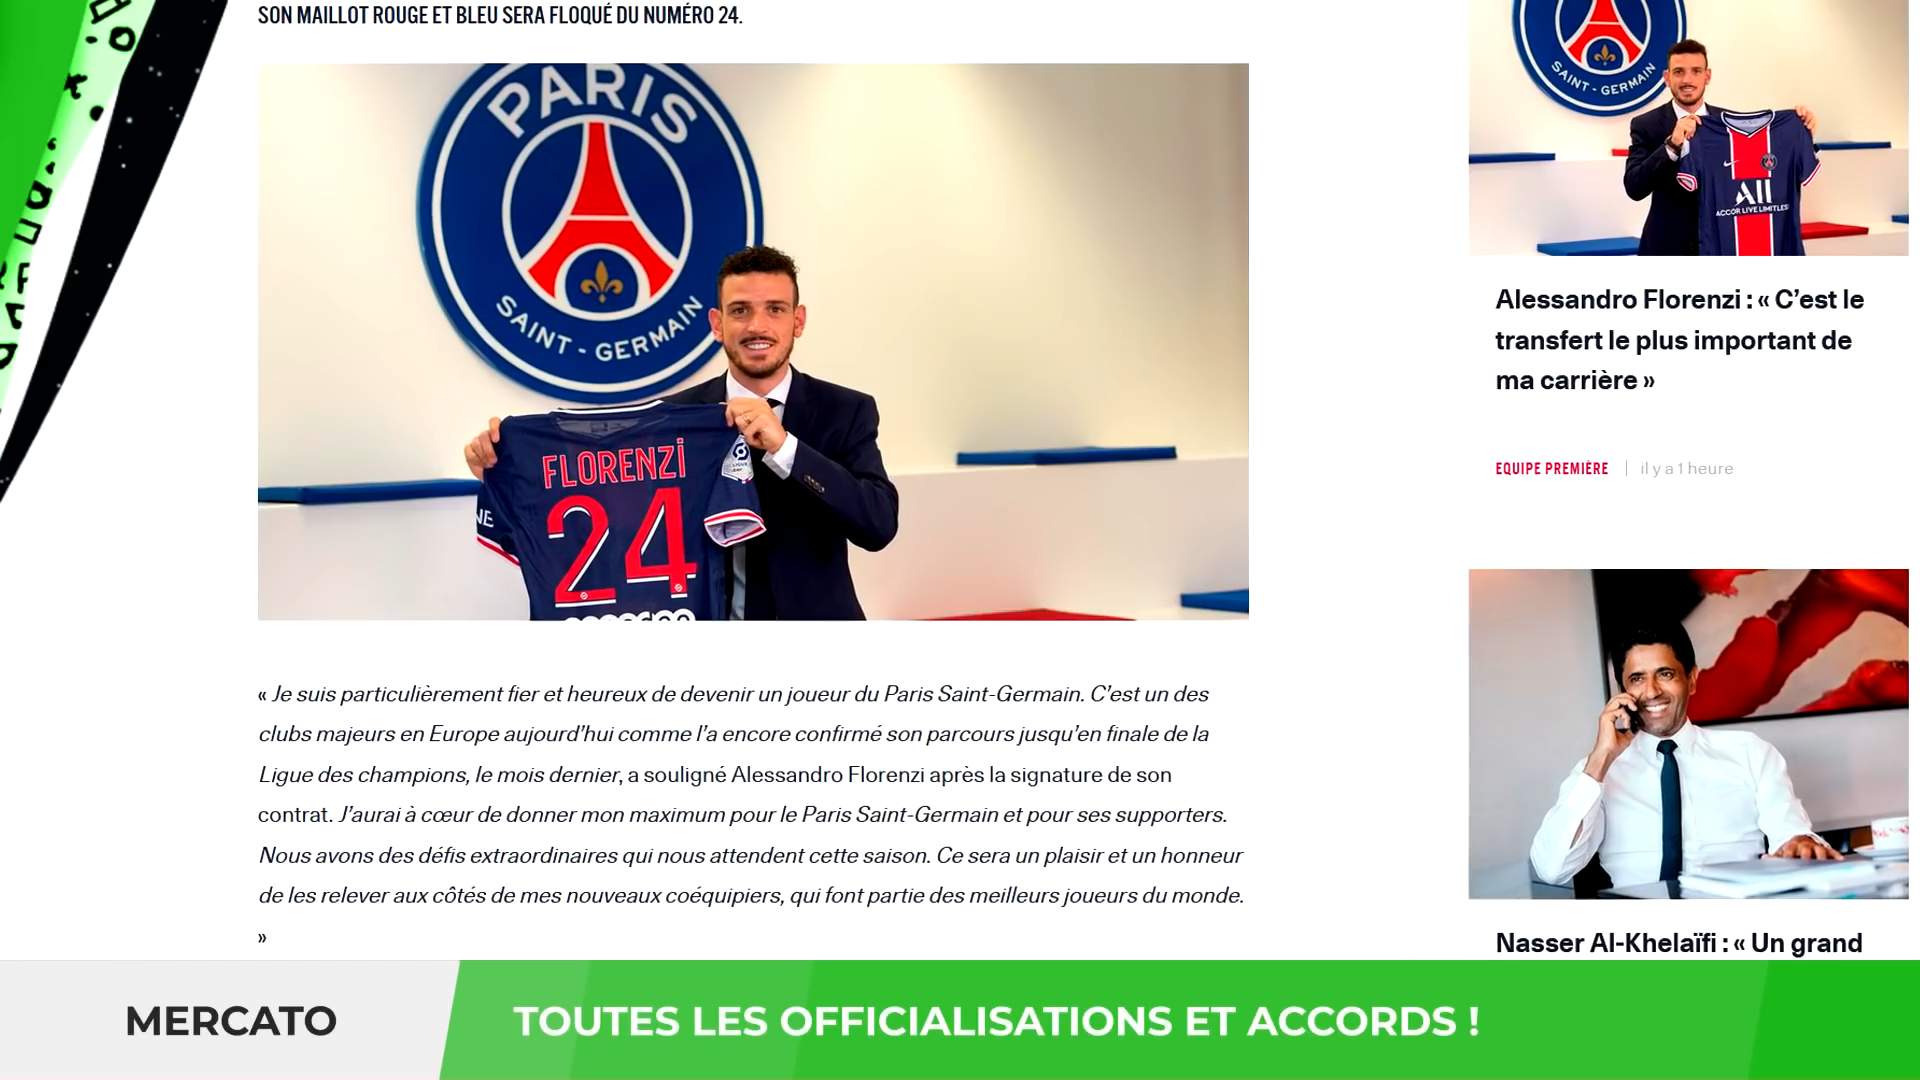 SON MAILLOT ROUGE ET BLEU SERA FLOQUÉ DU NUMÉRO 24.
PARIS
SAINT - GERMAIN
FLORENZI
24
« Je suis particulièrement fier et heureux de devenir un joueur du Paris Saint-Germain. C’est un des
clubs majeurs en Europe aujourd’hui comme l’a encore confirmé son parcours jusqu’en finale de la
Ligue des champions, le mois dernier, a souligné Alessandro Florenzi après la signature de son
contrat. J’aurai à cœur de donner mon maximum pour le Paris Saint-Germain et pour ses supporters.
Nous avons des défis extraordinaires qui nous attendent cette saison. Ce sera un plaisir et un honneur
de les relever aux côtés de mes nouveaux coéquipiers, qui font partie des meilleurs joueurs du monde.
»
SAINT - GERMAIN
All
ACCOR LIVE LIMITLESS
Alessandro Florenzi : « C’est le
transfert le plus important de
ma carrière »
EQUIPE PREMIÈRE | il y a 1 heure
Nasser Al-Khelaïfi : « Un grand
MERCATO
TOUTES LES OFFICIALISATIONS ET ACCORDS !